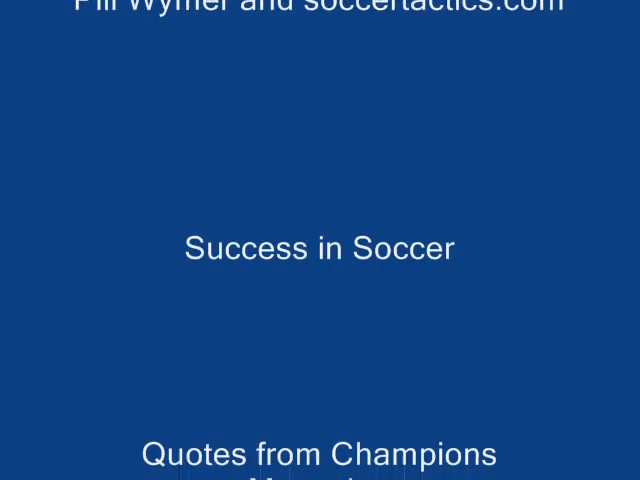 Wymer and soccertactics.com
Success in Soccer
Quotes from Champions